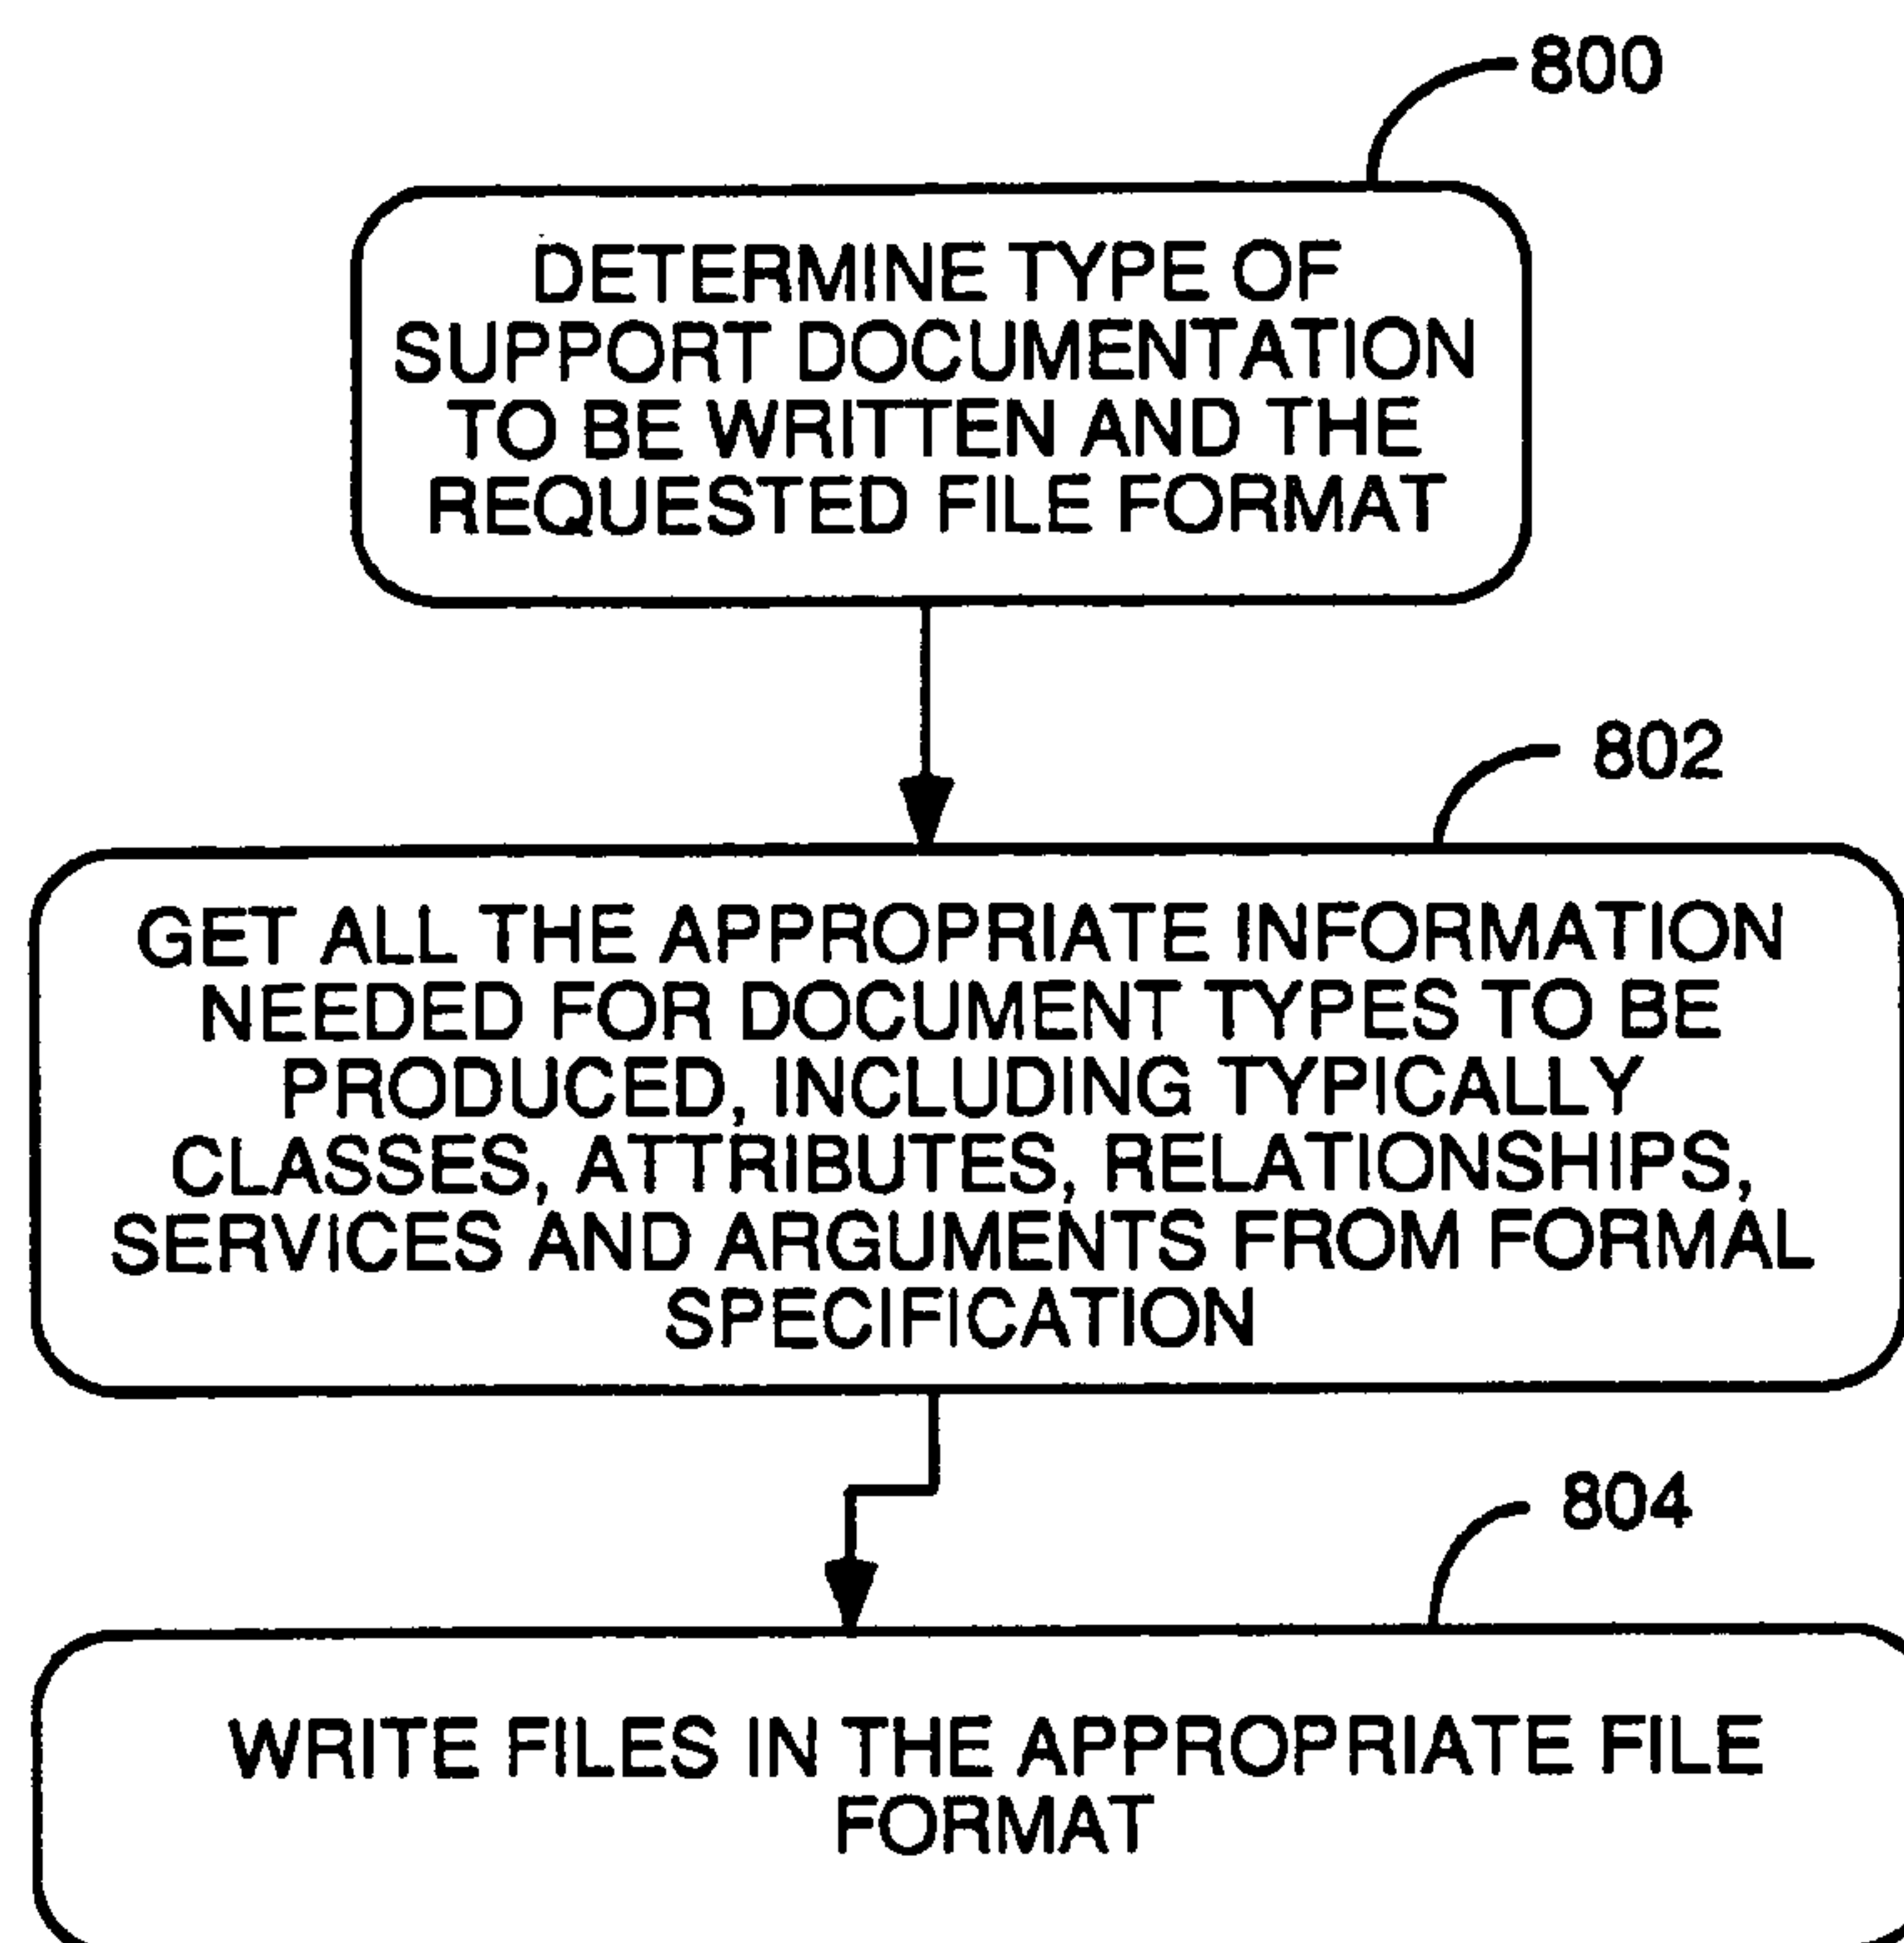 800
DETERMINE TYPE OF
SUPPORT DOCUMENTATION
TO BE WRITTEN AND THE
REQUESTED FILE FORMAT
802
GET ALL THE APPROPRIATE INFORMATION
NEEDED FOR DOCUMENT TYPES TO BE
PRODUCED, INCLUDING TYPICALLY
CLASSES, ATTRIBUTES, RELATIONSHIPS,
SERVICES AND ARGUMENTS FROM FORMAL
SPECIFICATION
804
WRITE FILES IN THE APPROPRIATE FILE
FORMAT